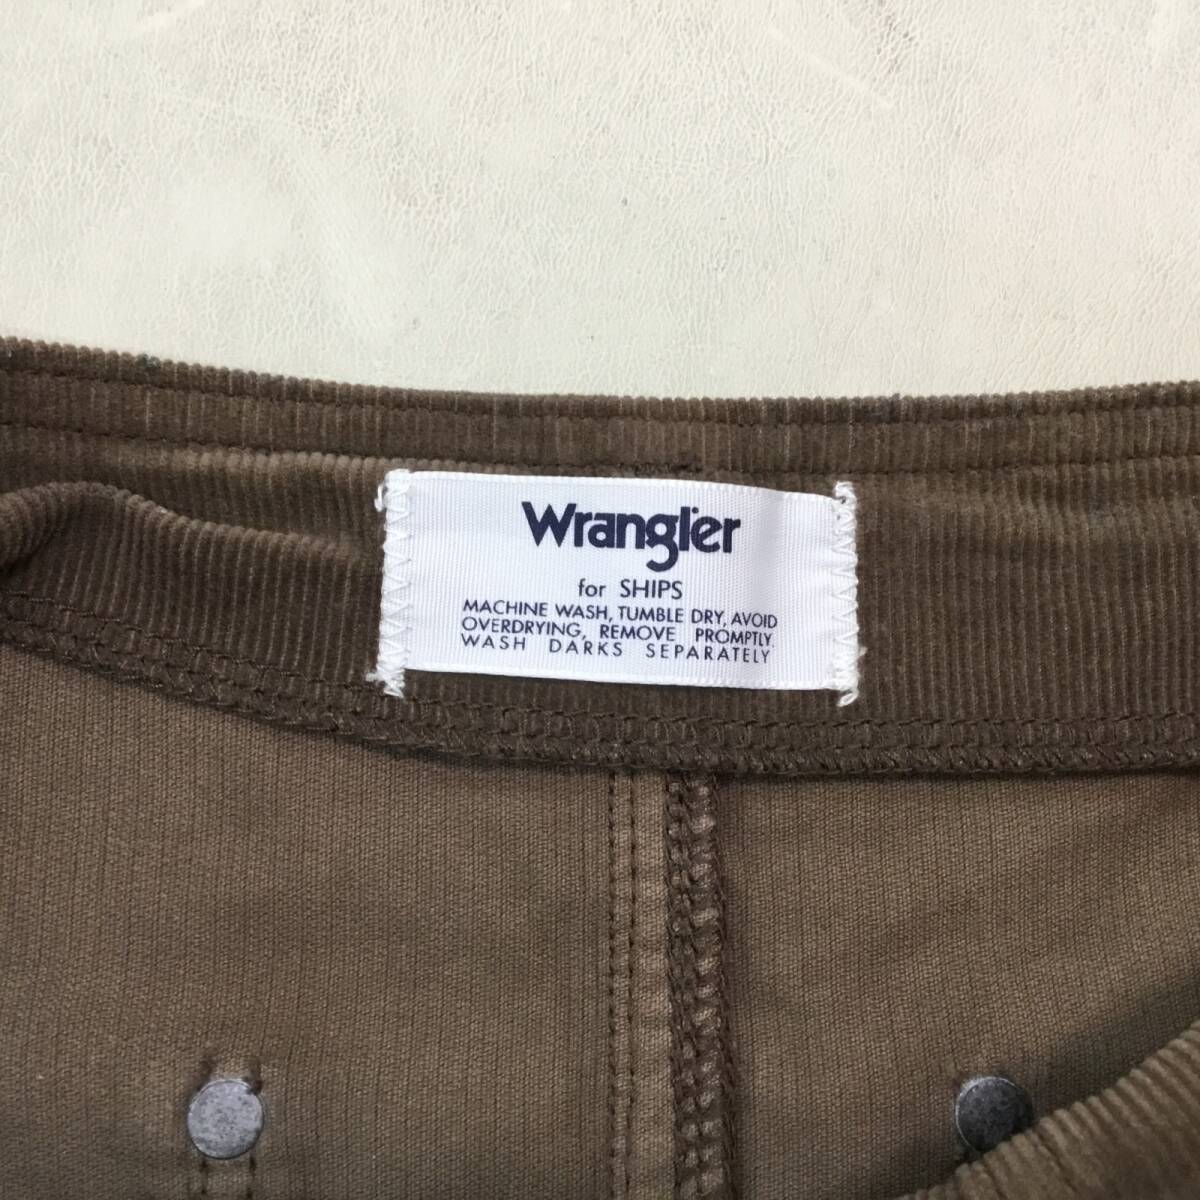 Wrangler
for SHIPS
MACHINE WASH, TUMBLE DRY, AVOID
OVERDRYING, REMOVE PROMPTLY
WASH DARKS SEPARATELY